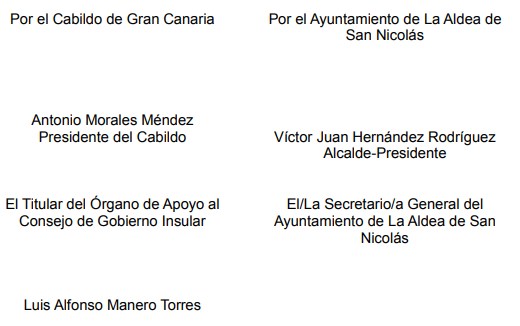 Por el Cabildo de Gran Canaria
Por el Ayuntamiento de La Aldea de
San Nicolás
Antonio Morales Méndez
Presidente del Cabildo
Víctor Juan Hernández Rodríguez
Alcalde-Presidente
El Titular del Órgano de Apoyo al
Consejo de Gobierno Insular
El/La Secretario/a General del
Ayuntamiento de La Aldea de San
Nicolás
Luis Alfonso Manero Torres